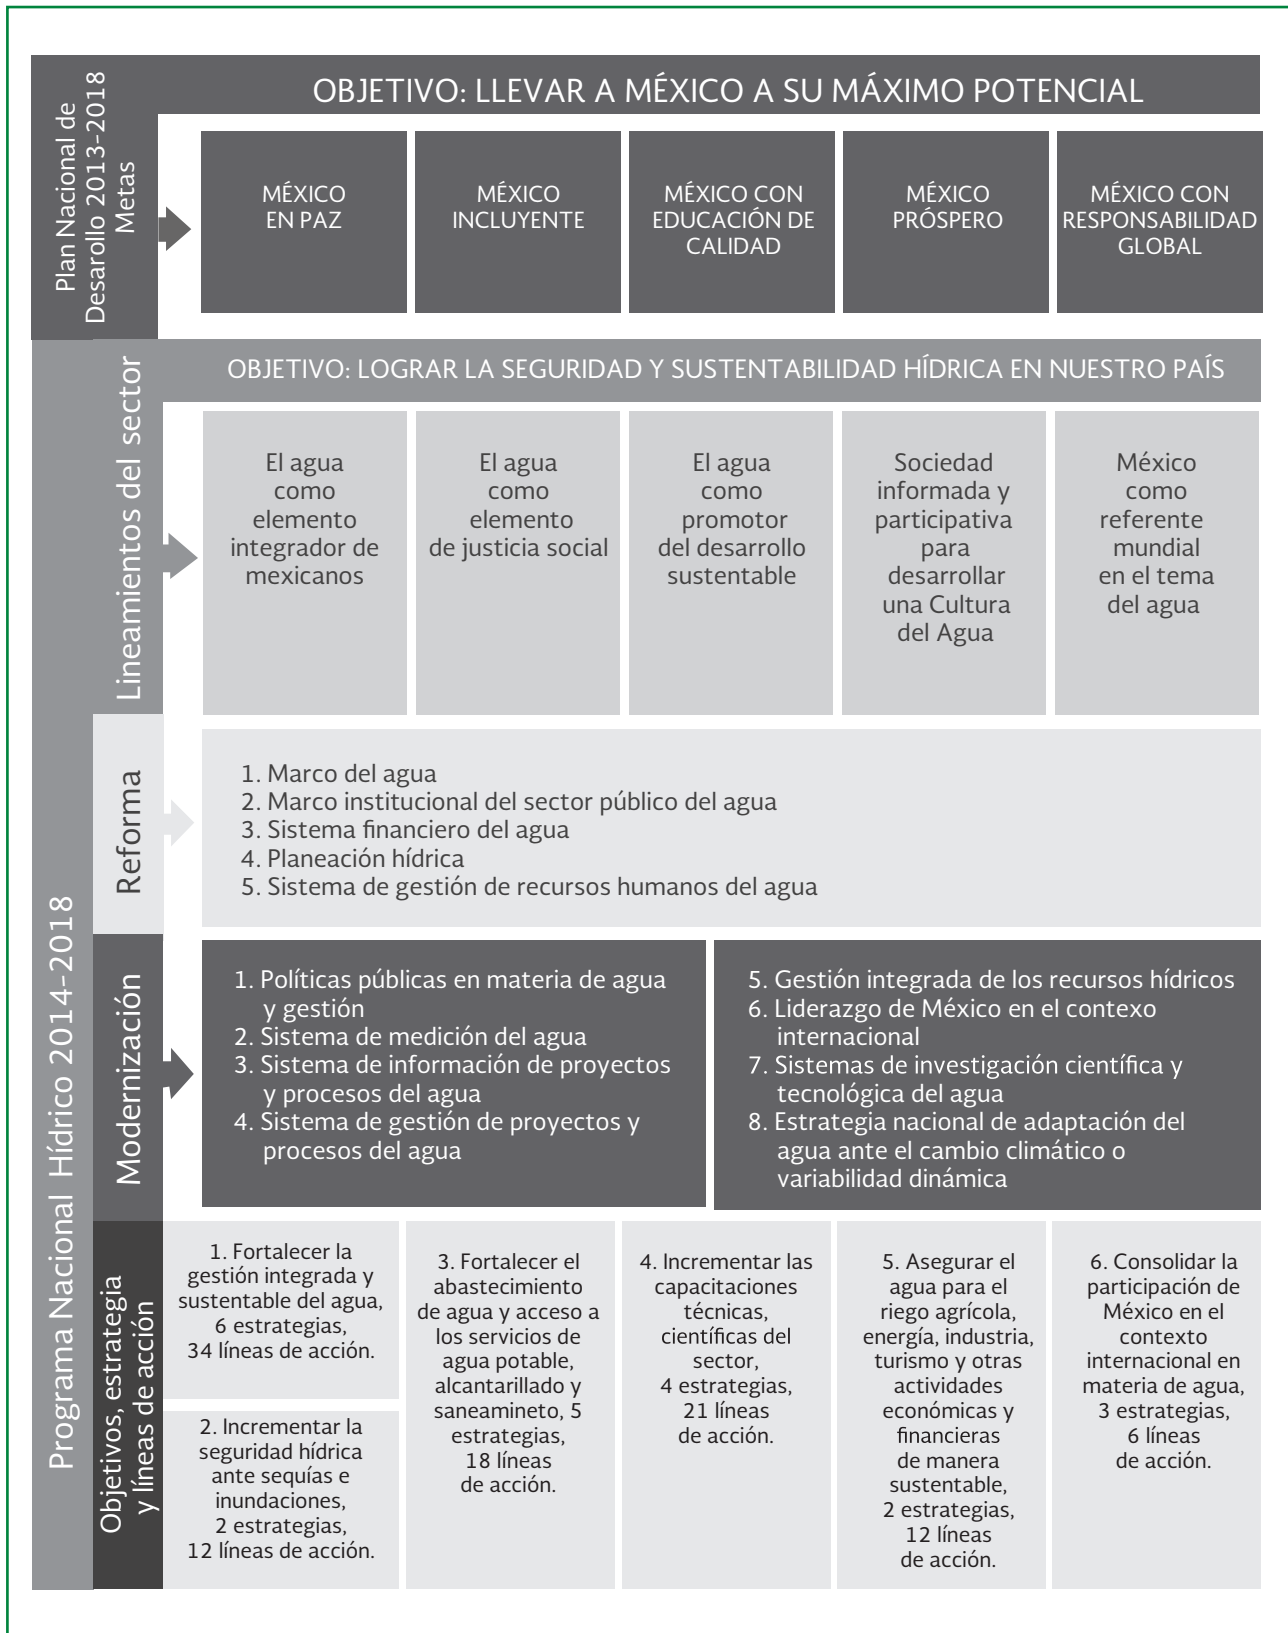 Plan Nacional de
Desarollo 2013-2018
Metas
OBJETIVO: LLEVAR A MÉXICO A SU MÁXIMO POTENCIAL
MÉXICO
EN PAZ
MÉXICO
INCLUYENTE
MÉXICO CON
EDUCACIÓN DE
CALIDAD
MÉXICO
PRÓSPERO
MÉXICO CON
RESPONSABILIDAD
GLOBAL
Programa Nacional Hídrico 2014-2018
Lineamientos del sector
OBJETIVO: LOGRAR LA SEGURIDAD Y SUSTENTABILIDAD HÍDRICA EN NUESTRO PAÍS
El agua
como
elemento
integrador de
mexicanos
El agua
como
elemento
de justicia social
El agua
como
promotor
del desarrollo
sustentable
Sociedad
informada y
participativa
para
desarrollar
una Cultura
del Agua
México
como
referente
mundial
en el tema
del agua
Reforma
1. Marco del agua
2. Marco institucional del sector público del agua
3. Sistema financiero del agua
4. Planeación hídrica
5. Sistema de gestión de recursos humanos del agua
Modernización
1. Políticas públicas en materia de agua
y gestión
2. Sistema de medición del agua
3. Sistema de información de proyectos
y procesos del agua
4. Sistema de gestión de proyectos y
procesos del agua
5. Gestión integrada de los recursos hídricos
6. Liderazgo de México en el contexo
internacional
7. Sistemas de investigación científica y
tecnológica del agua
8. Estrategia nacional de adaptación del
agua ante el cambio climático o
variabilidad dinámica
Objetivos, estrategia
y líneas de acción
1. Fortalecer la
gestión integrada y
sustentable del agua,
6 estrategias,
34 líneas de acción.
2. Incrementar la
seguridad hídrica
ante sequías e
inundaciones,
2 estrategias,
12 líneas de acción.
3. Fortalecer el
abastecimiento
de agua y acceso a
los servicios de
agua potable,
alcantarillado y
saneamineto, 5
estrategias,
18 líneas
de acción.
4. Incrementar las
capacitaciones
técnicas,
científicas del
sector,
4 estrategias,
21 líneas
de acción.
5. Asegurar el
agua para el
riego agrícola,
energía, industria,
turismo y otras
actividades
económicas y
financieras
de manera
sustentable,
2 estrategias,
12 líneas
de acción.
6. Consolidar la
participación de
México en el
contexto
internacional en
materia de agua,
3 estrategias,
6 líneas
de acción.